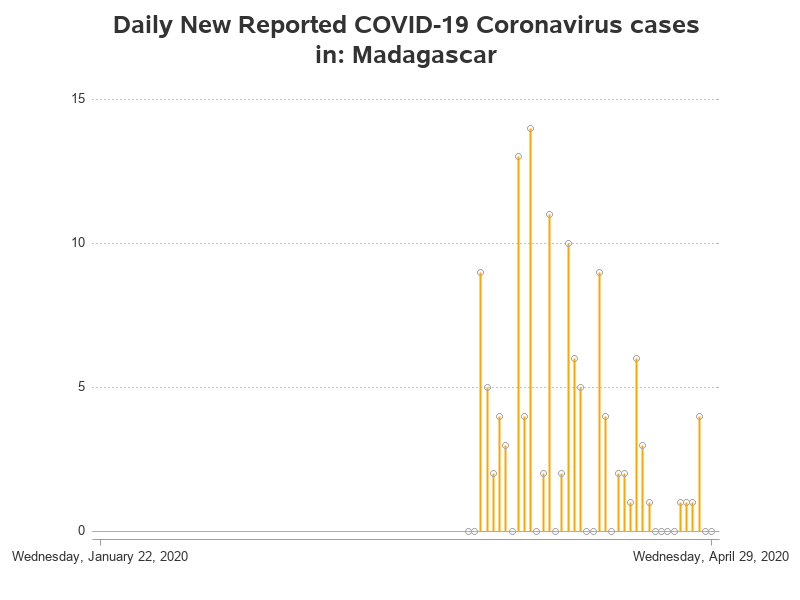 Daily New Reported COVID-19 Coronavirus cases
in: Madagascar
15
10
5
0
Wednesday, January 22, 2020
Wednesday, April 29, 2020